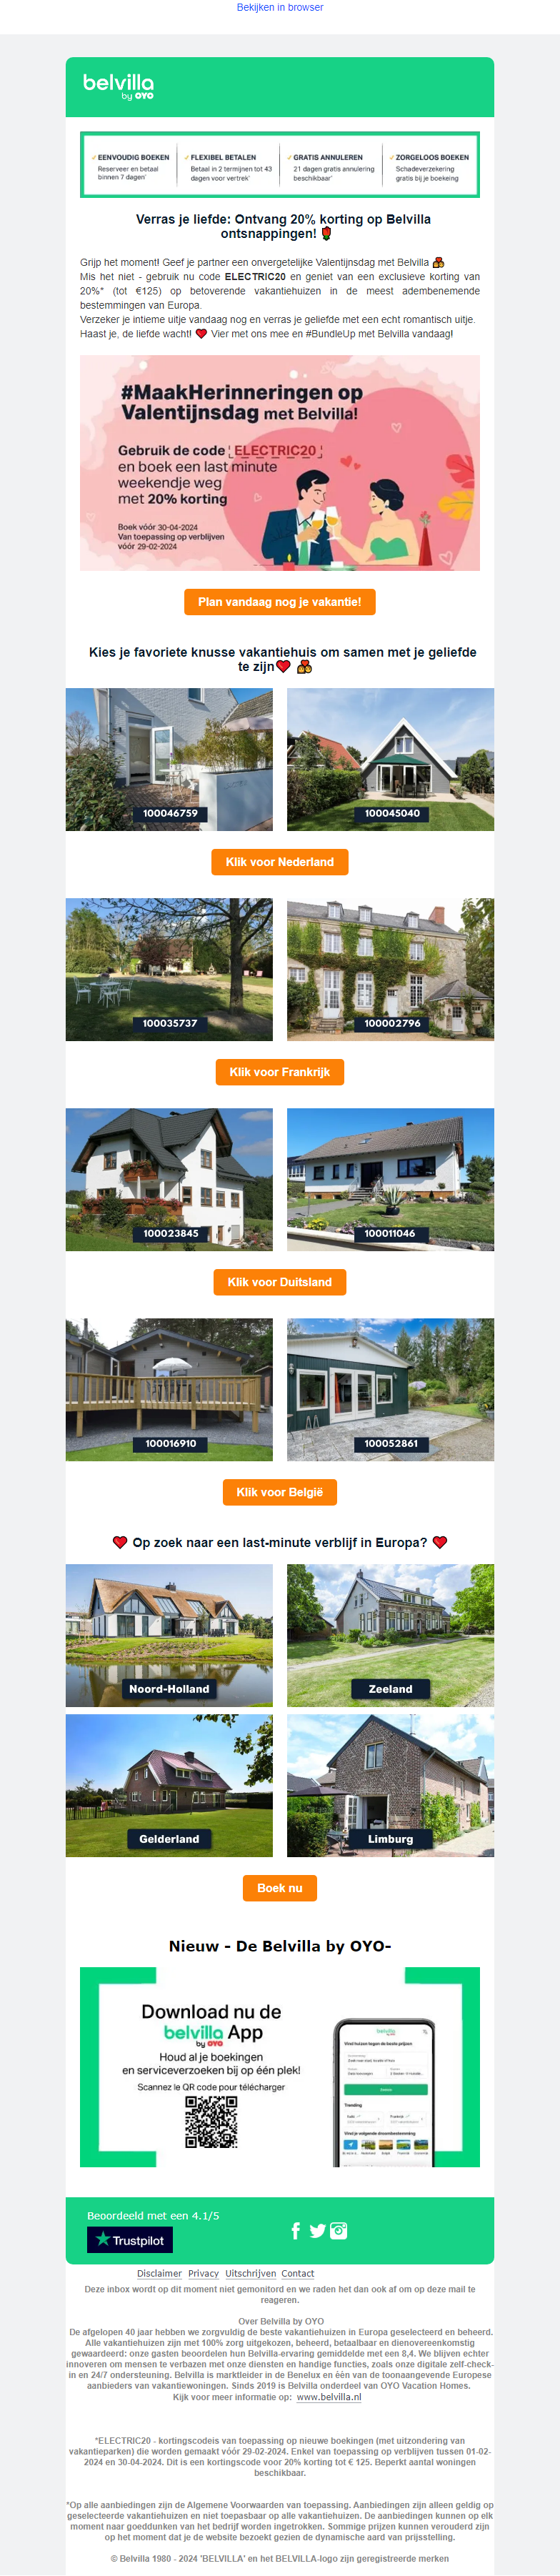 Bekijken in browser
belvilla
by OYO
✓ EENVOUDIG BOEKEN
Reserveer en betaal
binnen 7 dagen*
✓ FLEXIBEL BETALEN
Betaal in 2 termijnen tot 43
dagen voor vertrek*
✓ GRATIS ANNULEREN
21 dagen gratis annulering
beschikbaar*
✓ ZORGELOOS BOEKEN
Schadeverzekering
gratis bij je boeking
Verras je liefde: Ontvang 20% korting op Belvilla
ontsnappingen! 🌹
Grijp het moment! Geef je partner een onvergetelijke Valentijnsdag met Belvilla 💑
Mis het niet - gebruik nu code ELECTRIC20 en geniet van een exclusieve korting van
20%* (tot €125) op betoverende vakantiehuizen in de meest adembenemende
bestemmingen van Europa.
Verzeker je intieme uitje vandaag nog en verras je geliefde met een echt romantisch uitje.
Haast je, de liefde wacht! ❤️ Vier met ons mee en #BundleUp met Belvilla vandaag!
#MaakHerinneringen op
Valentijnsdag met Belvilla!
Gebruik de code ELECTRIC20
en boek een last minute
weekendje weg
met 20% korting
Boek vóór 30-04-2024
Van toepassing op verblijven
vóór 29-02-2024
Plan vandaag nog je vakantie!
Kies je favoriete knusse vakantiehuis om samen met je geliefde
te zijn❤️ 💑
100046759
100045040
Klik voor Nederland
100035737
100002796
Klik voor Frankrijk
100023845
100011046
Klik voor Duitsland
100016910
100052861
Klik voor België
❤️ Op zoek naar een last-minute verblijf in Europa? ❤️
Noord-Holland
Zeeland
Gelderland
Limburg
Boek nu
Nieuw - De Belvilla by OYO-
Download nu de
belvilla App
by OYO
Houd al je boekingen
en serviceverzoeken bij op één plek!
Scannez le QR code pour télécharger
belvilla
Vind huizen tegen de beste prijzen
Trending
Vind je volgende droombestemming
Beoordeeld met een 4.1/5
Trustpilot
Disclaimer Privacy Uitschrijven Contact
Deze inbox wordt op dit moment niet gemonitord en we raden het dan ook af om op deze mail te
reageren.
Over Belvilla by OYO
De afgelopen 40 jaar hebben we zorgvuldig de beste vakantiehuizen in Europa geselecteerd en beheerd.
Alle vakantiehuizen zijn met 100% zorg uitgekozen, beheerd, betaalbaar en dienovereenkomstig
gewaardeerd: onze gasten beoordelen hun Belvilla-ervaring gemiddelde met een 8,4. We blijven echter
innoveren om mensen te verbazen met onze diensten en handige functies, zoals onze digitale zelf-check-
in en 24/7 ondersteuning. Belvilla is marktleider in de Benelux en één van de toonaangevende Europese
aanbieders van vakantiewoningen. Sinds 2019 is Belvilla onderdeel van OYO Vacation Homes.
Kijk voor meer informatie op: www.belvilla.nl
*ELECTRIC20 - kortingscodeis van toepassing op nieuwe boekingen (met uitzondering van
vakantieparken) die worden gemaakt vóór 29-02-2024. Enkel van toepassing op verblijven tussen 01-02-
2024 en 30-04-2024. Dit is een kortingscode voor 20% korting tot € 125. Beperkt aantal woningen
beschikbaar.
*Op alle aanbiedingen zijn de Algemene Voorwaarden van toepassing. Aanbiedingen zijn alleen geldig op
geselecteerde vakantiehuizen en niet toepasbaar op alle vakantiehuizen. De aanbiedingen kunnen op elk
moment naar goeddunken van het bedrijf worden ingetrokken. Sommige prijzen kunnen verouderd zijn
op het moment dat je de website bezoekt gezien de dynamische aard van prijsstelling.
© Belvilla 1980 - 2024 'BELVILLA' en het BELVILLA-logo zijn geregistreerde merken